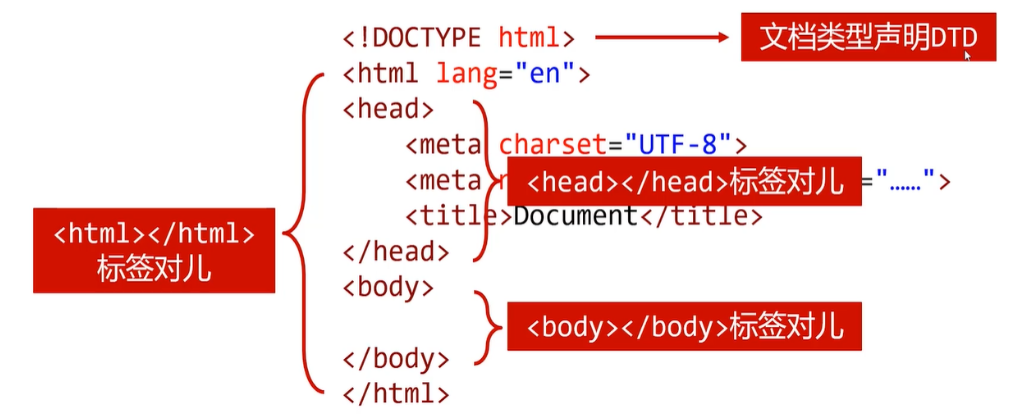 <!DOCTYPE html>
文档类型声明DTD
<html lang="en">
<head>
<meta charset="UTF-8">
<meta ="……">
<head></head>标签对儿
<title>Document</title>
<html></html>
标签对儿
</head>
<body>
<body></body>标签对儿
</body>
</html>